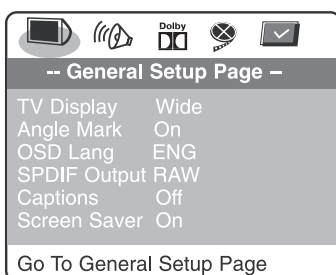 Dolby
-- General Setup Page –
TV Display Wide
Angle Mark On
OSD Lang ENG
SPDIF Output RAW
Captions Off
Screen Saver On
Go To General Setup Page